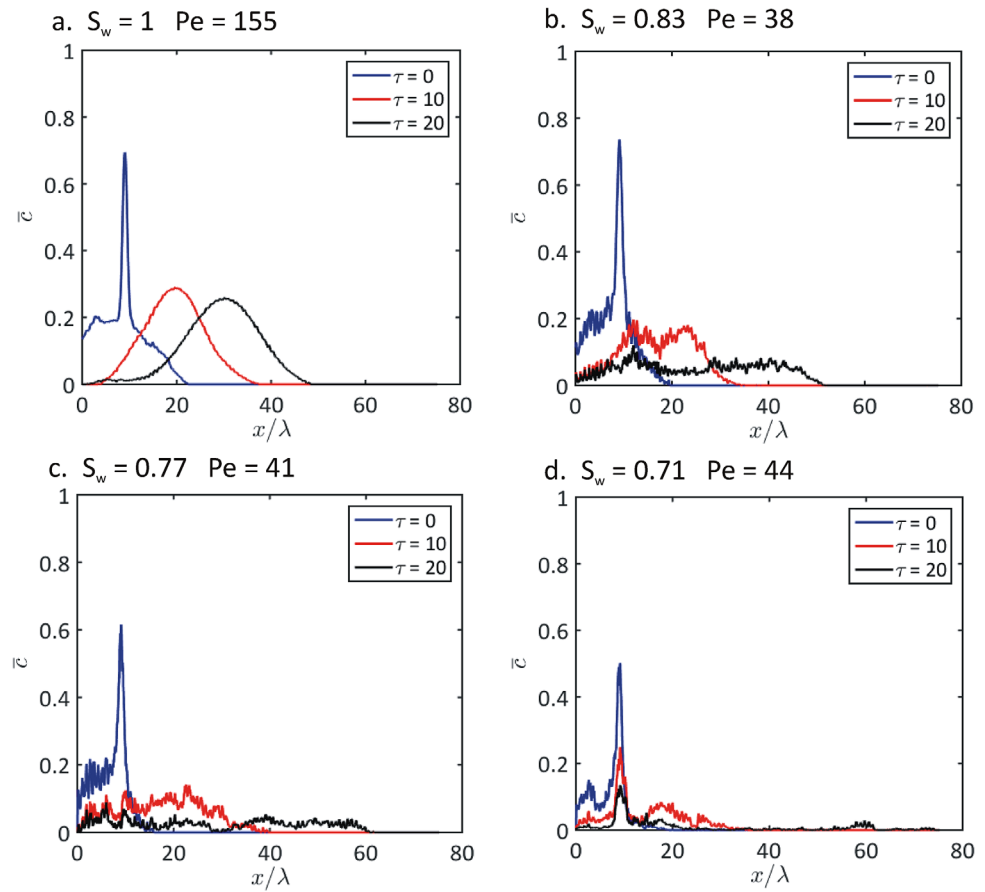 a. S_w = 1 Pe = 155
1
0.8
0.6
0.4
0.2
0
c̅
τ = 0
τ = 10
τ = 20
0 20 40 60 80
x/λ
b. S_w = 0.83 Pe = 38
1
0.8
0.6
0.4
0.2
0
c̅
τ = 0
τ = 10
τ = 20
0 20 40 60 80
x/λ
c. S_w = 0.77 Pe = 41
1
0.8
0.6
0.4
0.2
0
c̅
τ = 0
τ = 10
τ = 20
0 20 40 60 80
x/λ
d. S_w = 0.71 Pe = 44
1
0.8
0.6
0.4
0.2
0
c̅
τ = 0
τ = 10
τ = 20
0 20 40 60 80
x/λ